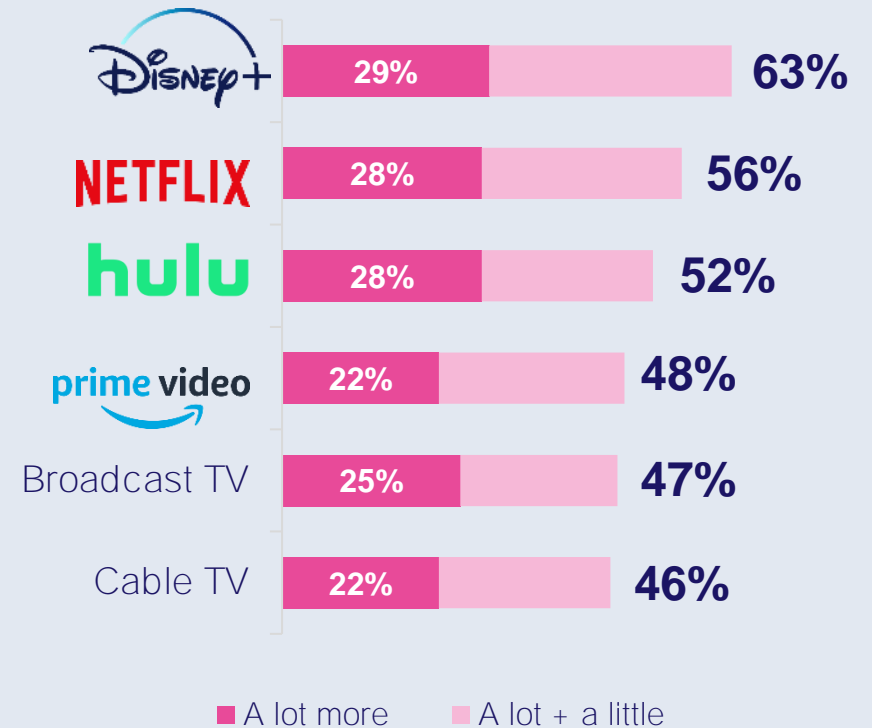 Disney+
29%
63%
NETFLIX
28%
56%
hulu
28%
52%
prime video
22%
48%
Broadcast TV
25%
47%
Cable TV
22%
46%
A lot more
A lot + a little